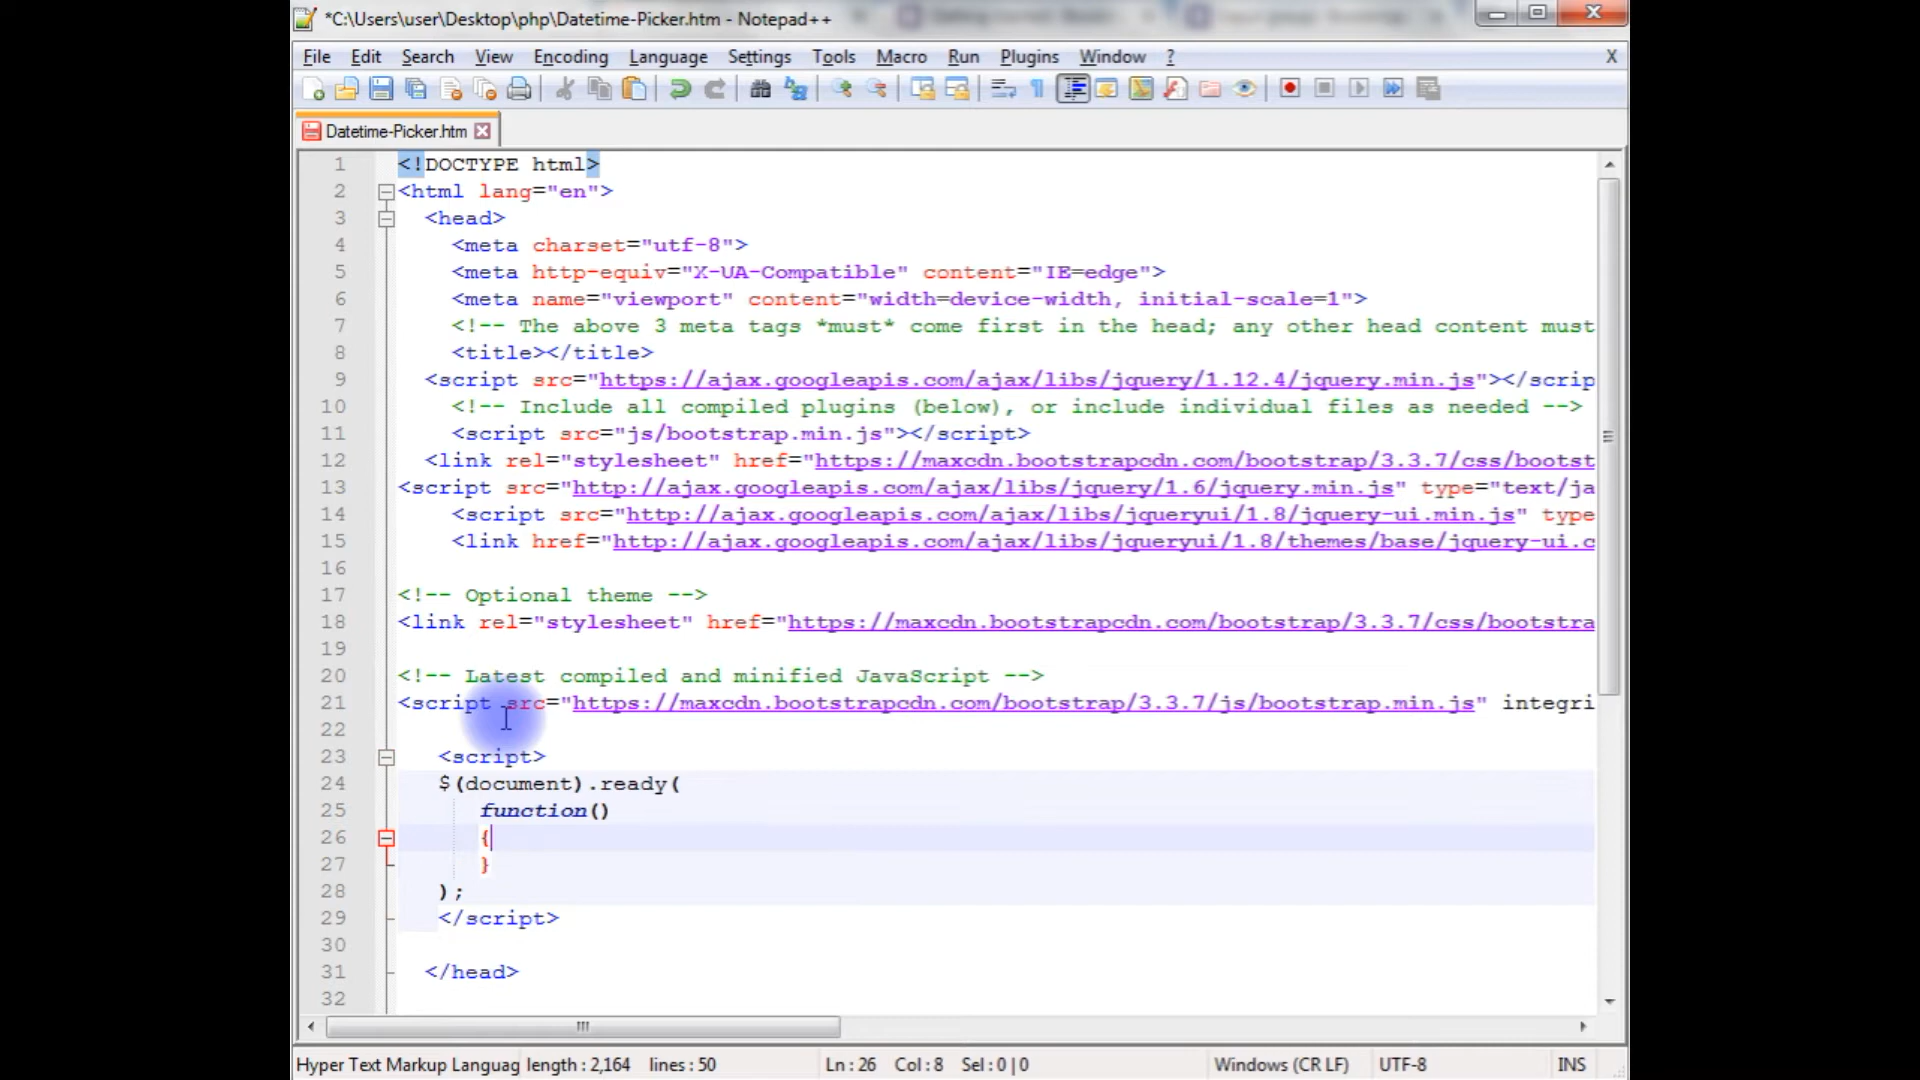 *C:\Users\user\Desktop\php\Datetime-Picker.htm - Notepad++
File Edit Search View Encoding Language Settings Tools Macro Run Plugins Window ? X
Datetime-Picker.htm
1 <!DOCTYPE html>
2 <html lang="en">
3 <head>
4 <meta charset="utf-8">
5 <meta http-equiv="X-UA-Compatible" content="IE=edge">
6 <meta name="viewport" content="width=device-width, initial-scale=1">
7 <!-- The above 3 meta tags *must* come first in the head; any other head content must
8 <title></title>
9 <script src="https://ajax.googleapis.com/ajax/libs/jquery/1.12.4/jquery.min.js"></scrip
10 <!-- Include all compiled plugins (below), or include individual files as needed -->
11 <script src="js/bootstrap.min.js"></script>
12 <link rel="stylesheet" href="https://maxcdn.bootstrapcdn.com/bootstrap/3.3.7/css/bootst
13 <script src="http://ajax.googleapis.com/ajax/libs/jquery/1.6/jquery.min.js" type="text/ja
14 <script src="http://ajax.googleapis.com/ajax/libs/jqueryui/1.8/jquery-ui.min.js" type
15 <link href="http://ajax.googleapis.com/ajax/libs/jqueryui/1.8/themes/base/jquery-ui.c
16
17 <!-- Optional theme -->
18 <link rel="stylesheet" href="https://maxcdn.bootstrapcdn.com/bootstrap/3.3.7/css/bootstra
19
20 <!-- Latest compiled and minified JavaScript -->
21 <script src="https://maxcdn.bootstrapcdn.com/bootstrap/3.3.7/js/bootstrap.min.js" integri
22
23 <script>
24 $(document).ready(
25 function()
26 {
27 }
28 );
29 </script>
30
31 </head>
32
Hyper Text Markup Languag length : 2,164 lines : 50 Ln : 26 Col : 8 Sel : 0 | 0 Windows (CR LF) UTF-8 INS